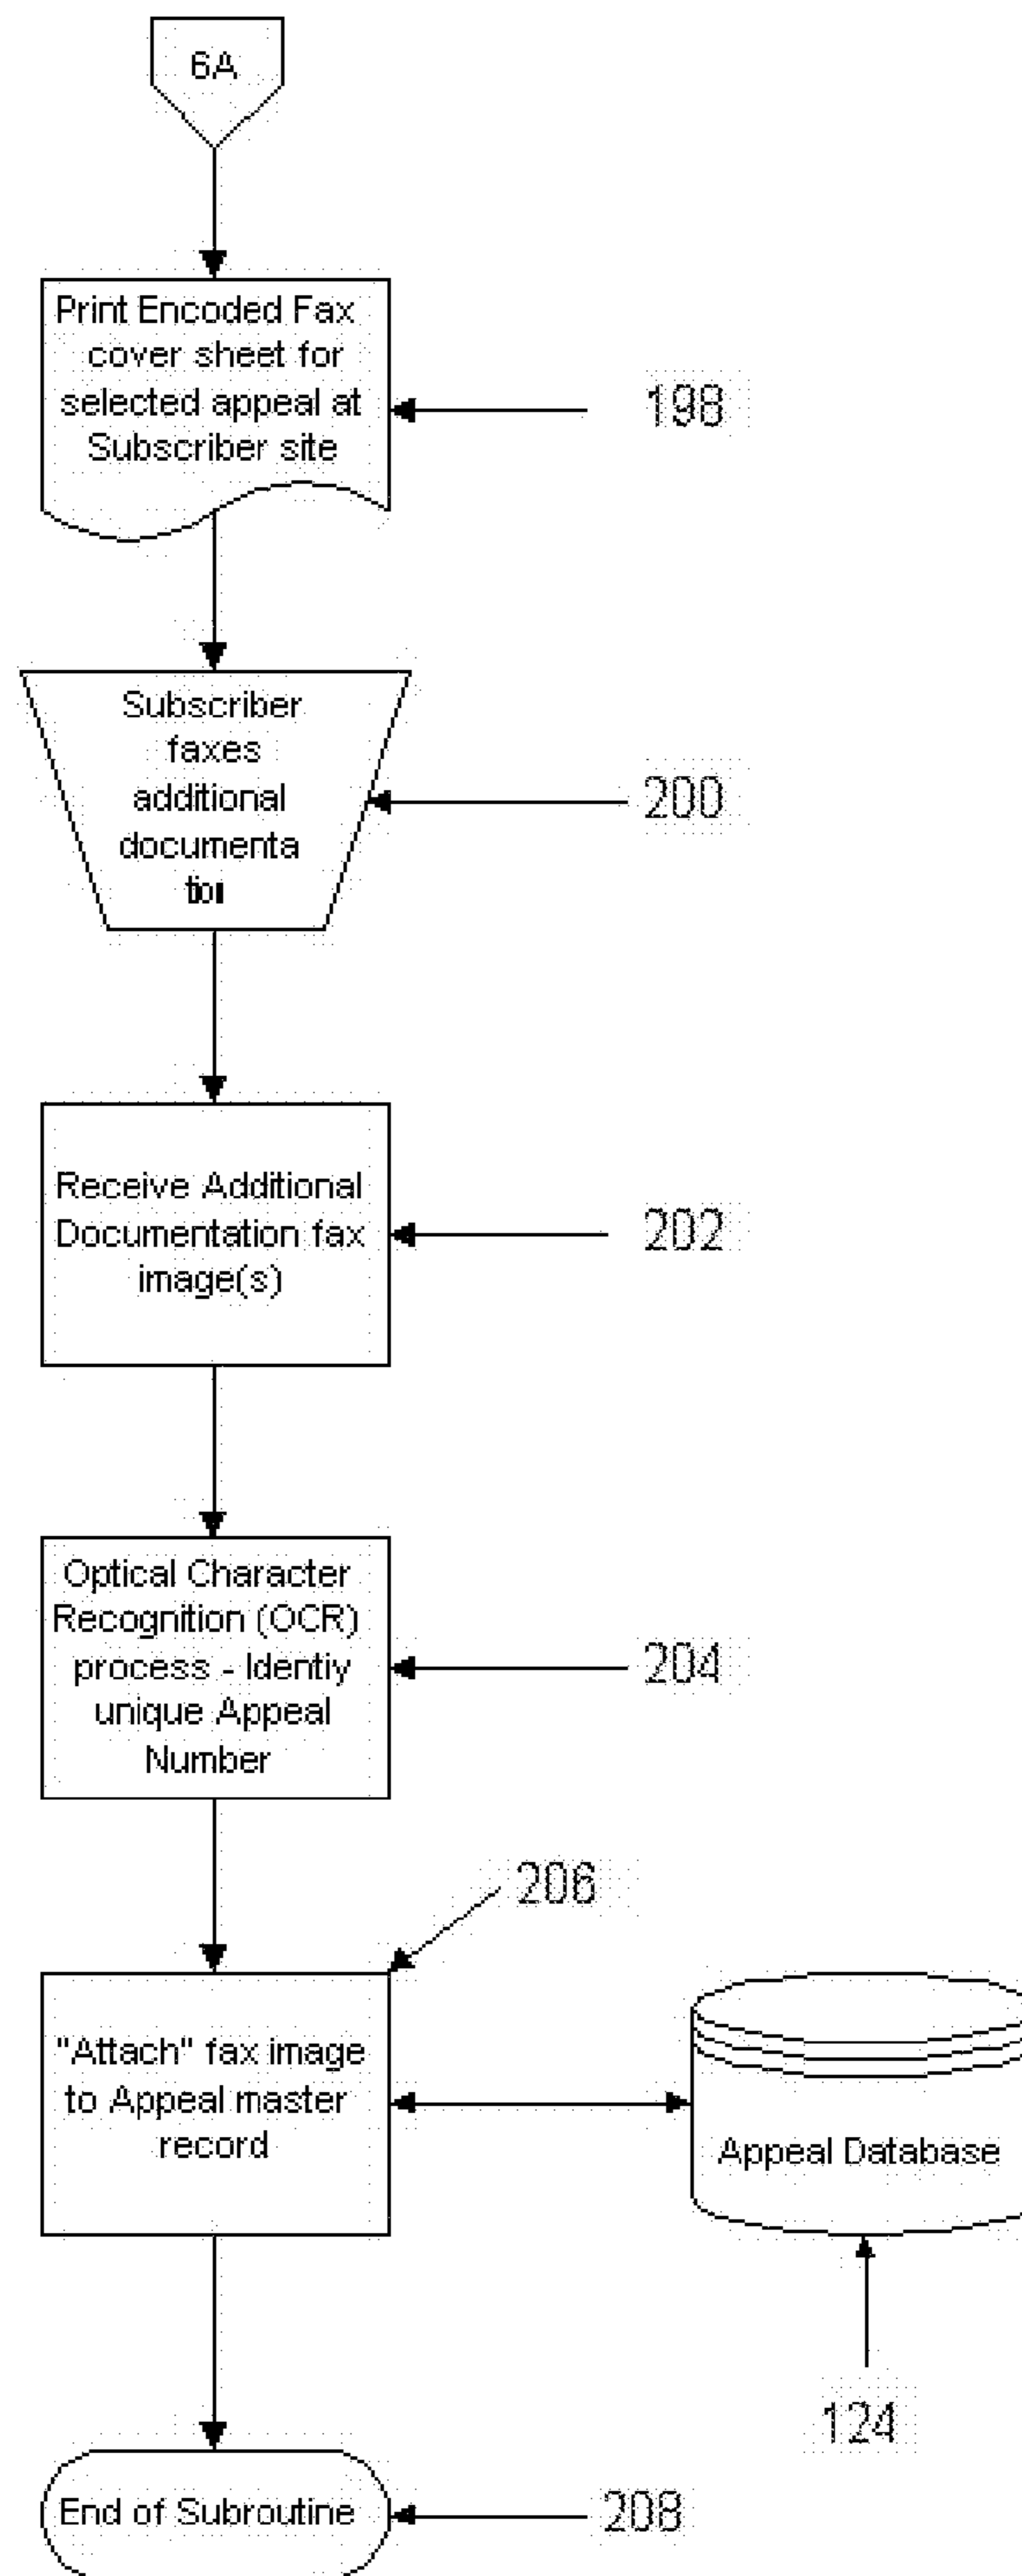 6A
Print Encoded Fax
cover sheet for
selected appeal at
Subscriber site
198
Subscriber
faxes
additional
documenta
tion
200
Receive Additional
Documentation fax
image(s)
202
Optical Character
Recognition (OCR)
process - Identiy
unique Appeal
Number
204
206
"Attach" fax image
to Appeal master
record
Appeal Database
124
End of Subroutine
208